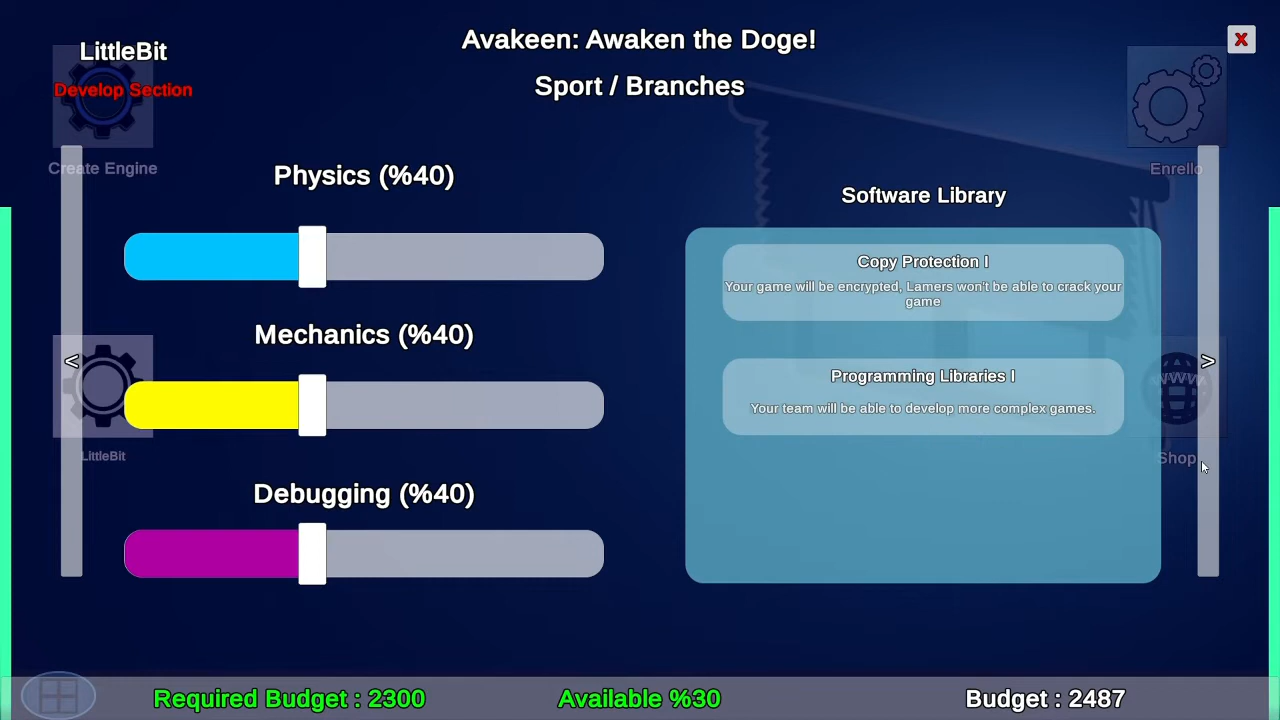 LittleBit
Develop Section
Avakeen: Awaken the Doge!
Sport / Branches
X
Create Engine
Enrello
Physics (%40)
Software Library
Copy Protection I
Your game will be encrypted, Lamers won't be able to crack your
game
Mechanics (%40)
<
>
Programming Libraries I
Your team will be able to develop more complex games.
LittleBit
Shop
Debugging (%40)
Required Budget : 2300
Available %30
Budget : 2487